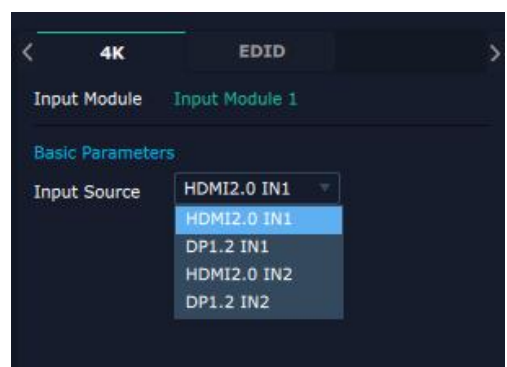 4K EDID
Input Module Input Module 1
Basic Parameters
Input Source HDMI2.0 IN1
HDMI2.0 IN1
DP1.2 IN1
HDMI2.0 IN2
DP1.2 IN2